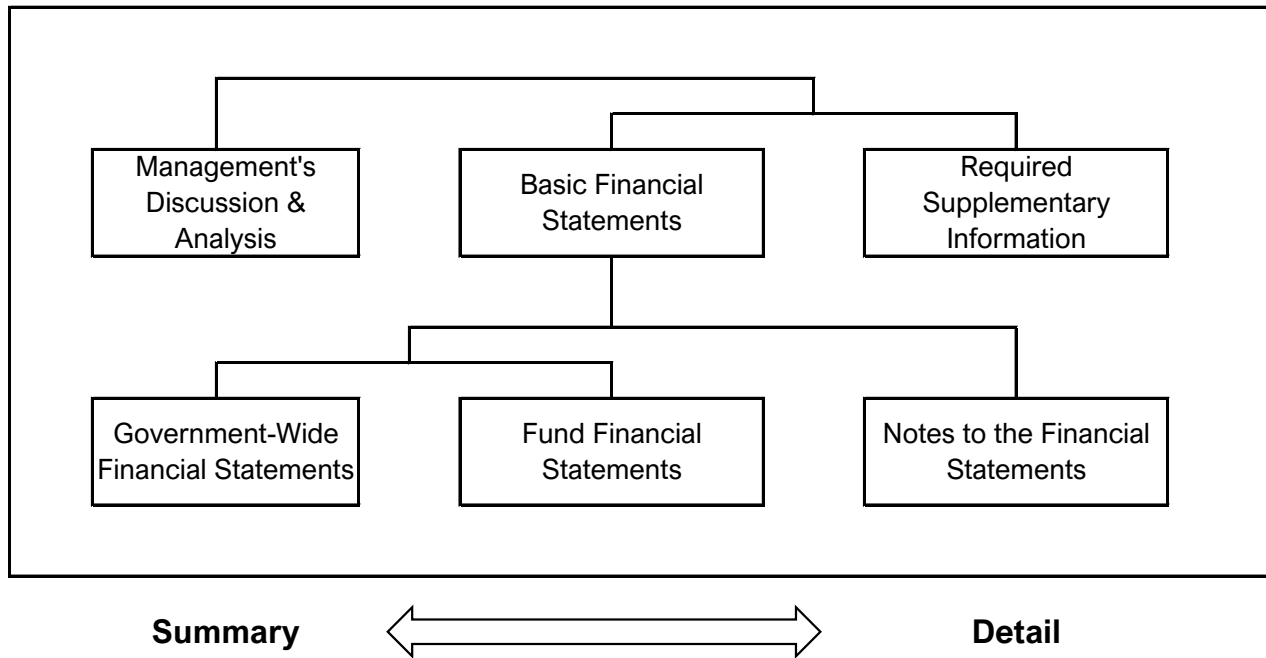 Management's
Discussion &
Analysis
Basic Financial
Statements
Required
Supplementary
Information
Government-Wide
Financial Statements
Fund Financial
Statements
Notes to the Financial
Statements
Summary
Detail